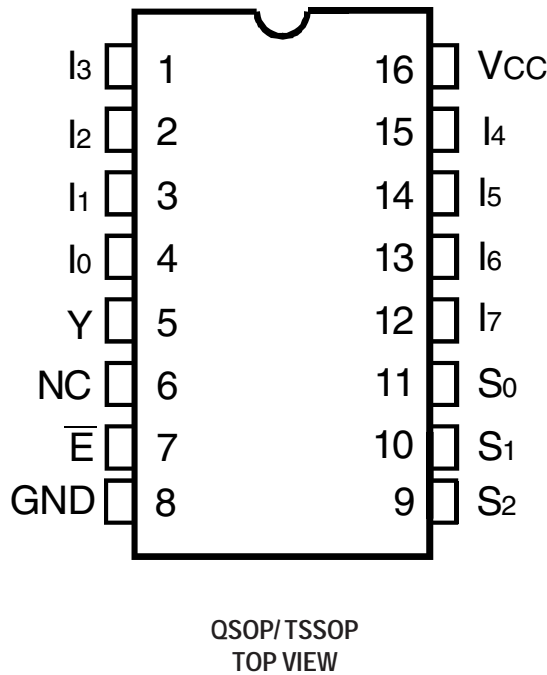 I3 1 16 VCC
I2 2 15 I4
I1 3 14 I5
I0 4 13 I6
Y 5 12 I7
NC 6 11 S0
E̅ 7 10 S1
GND 8 9 S2
QSOP/TSSOP
TOP VIEW